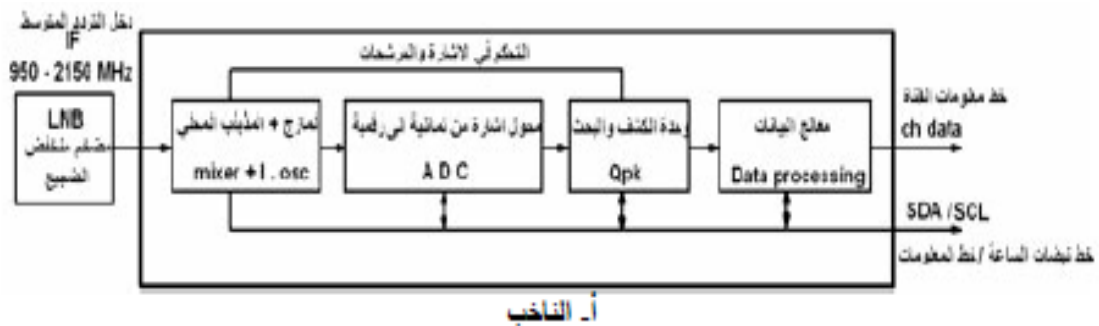 دخل التردد المتوسط
IF
950 - 2150 MHz
LNB
مضخم منخفض
الضجيج
التحكم في الاشارة والمرشحات
مازج + المذبذب المحلي
mixer +l . osc
محول اشارة من تماثلية الى رقمية
A D C
وحدة الكشف والبحث
Qpk
معالج البيانات
Data processing
خط معلومات القناة
ch data
SDA /SCL
خط نبضات الساعة /خط المعلومات
أ- الناخب